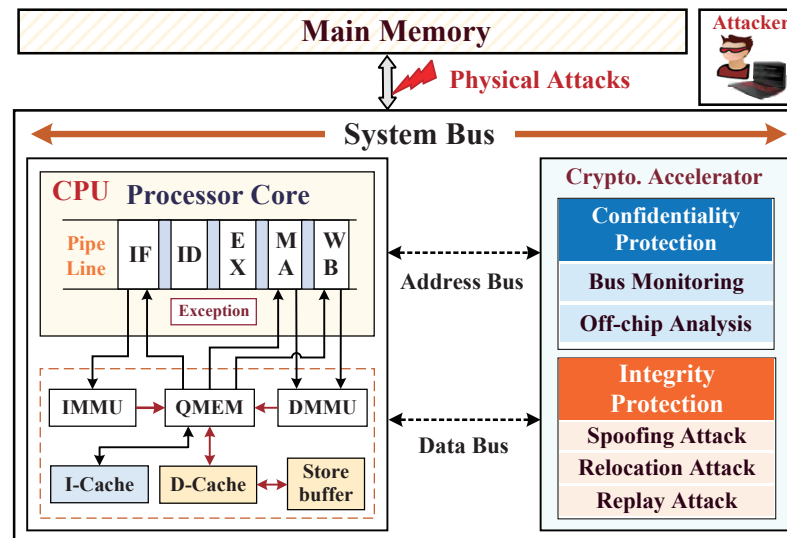 Main Memory
Attacker
Physical Attacks
System Bus
CPU Processor Core
Pipe
Line
IF
ID
E
X
M
A
W
B
Exception
IMMU
QMEM
DMMU
I-Cache
D-Cache
Store
buffer
Address Bus
Data Bus
Crypto. Accelerator
Confidentiality
Protection
Bus Monitoring
Off-chip Analysis
Integrity
Protection
Spoofing Attack
Relocation Attack
Replay Attack